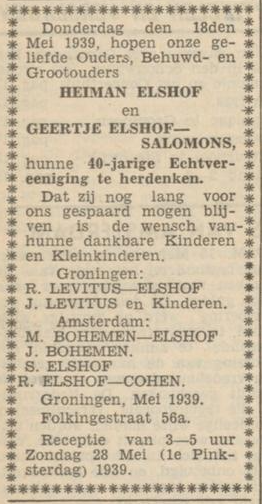 Donderdag den 18den
Mei 1939, hopen onze ge-
liefde Ouders, Behuwd- en
Grootouders
HEIMAN ELSHOF
en
GEERTJE ELSHOF—
SALOMONS,
hunne 40-jarige Echtver-
eeniging te herdenken.
Dat zij nog lang voor
ons gespaard mogen blij-
ven is de wensch van-
hunne dankbare Kinderen
en Kleinkinderen.
Groningen:
R. LEVITUS—ELSHOF
J. LEVITUS en Kinderen.
Amsterdam:
M. BOHEMEN—ELSHOF
J. BOHEMEN.
S. ELSHOF
R. ELSHOF—COHEN.
Groningen, Mei 1939.
Folkingestraat 56a.
Receptie van 3—5 uur
Zondag 28 Mei (1e Pink-
sterdag) 1939.